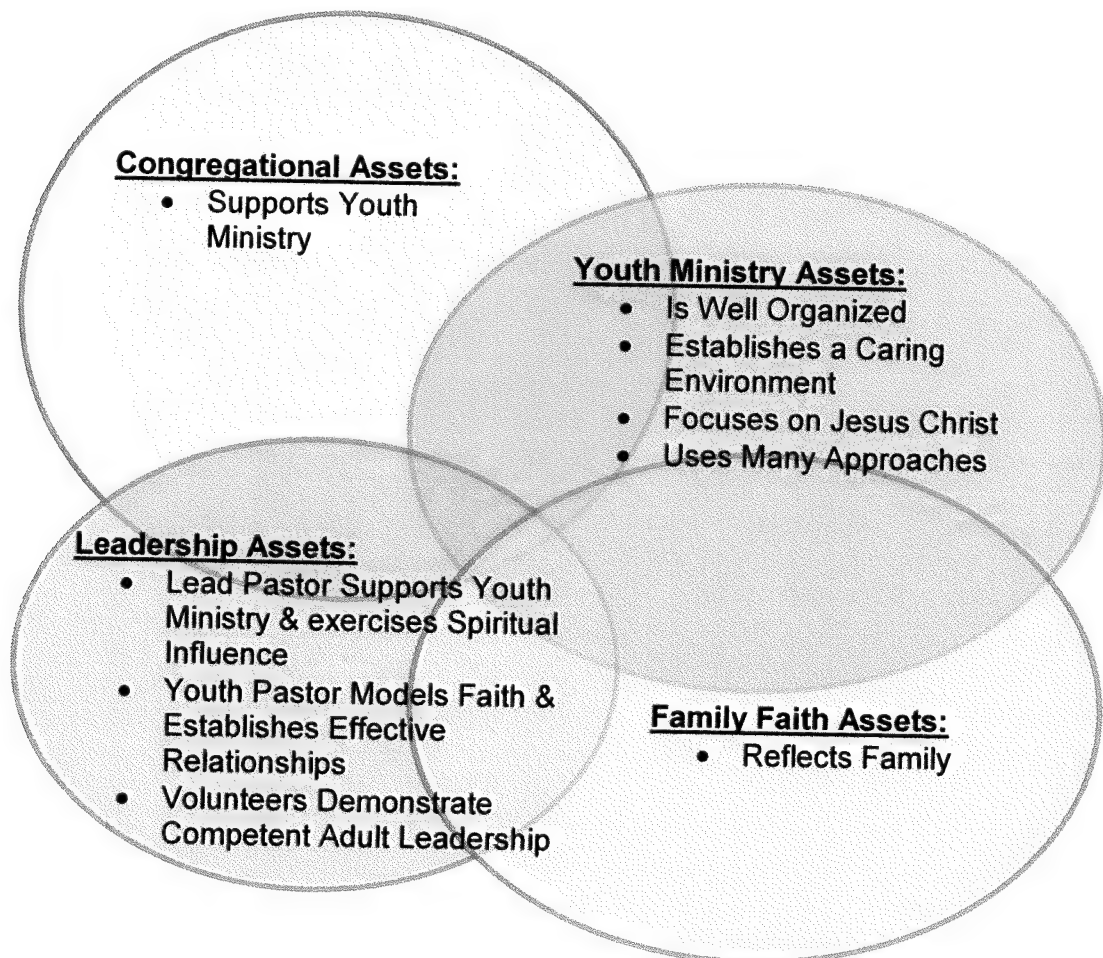 Congregational Assets:
• Supports Youth
Ministry
Youth Ministry Assets:
• Is Well Organized
• Establishes a Caring
Environment
• Focuses on Jesus Christ
• Uses Many Approaches
Leadership Assets:
• Lead Pastor Supports Youth
Ministry & exercises Spiritual
Influence
• Youth Pastor Models Faith &
Establishes Effective
Relationships
• Volunteers Demonstrate
Competent Adult Leadership
Family Faith Assets:
• Reflects Family